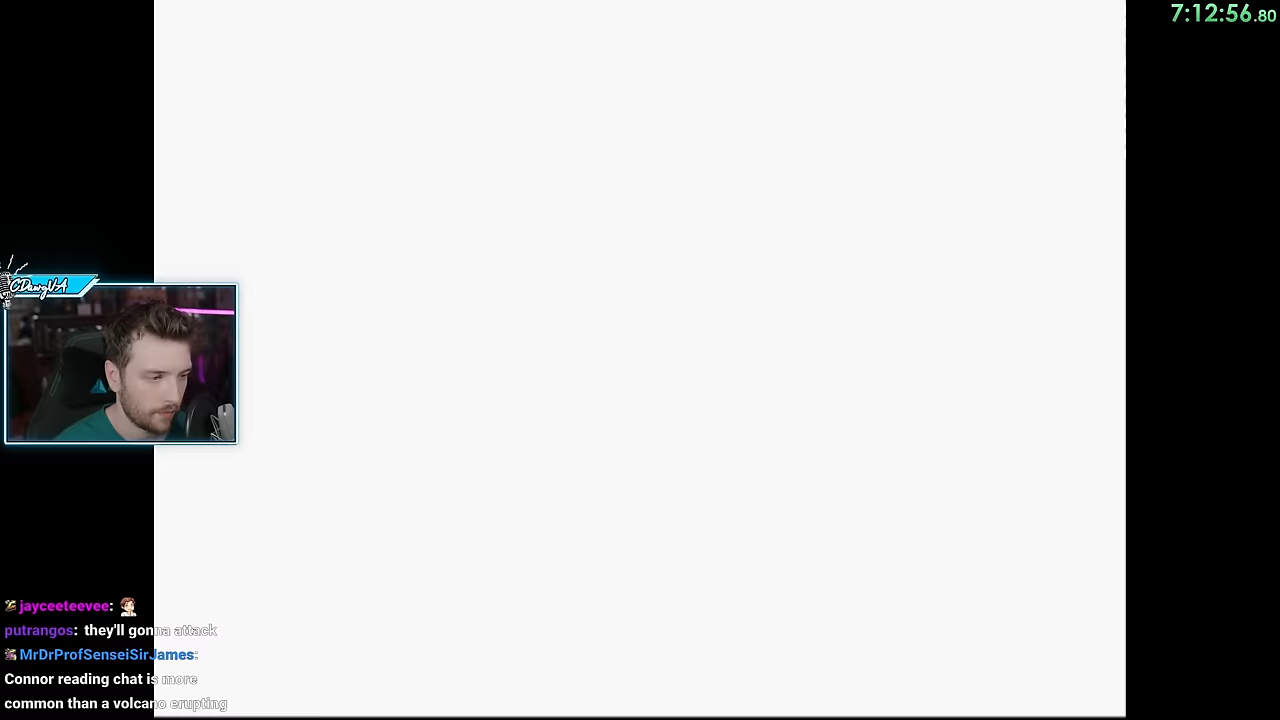 7:12:56.80
CDawgVA
jayceeteevee:
putrangos: they'll gonna attack
MrDrProfSenseiSirJames:
Connor reading chat is more
common than a volcano erupting